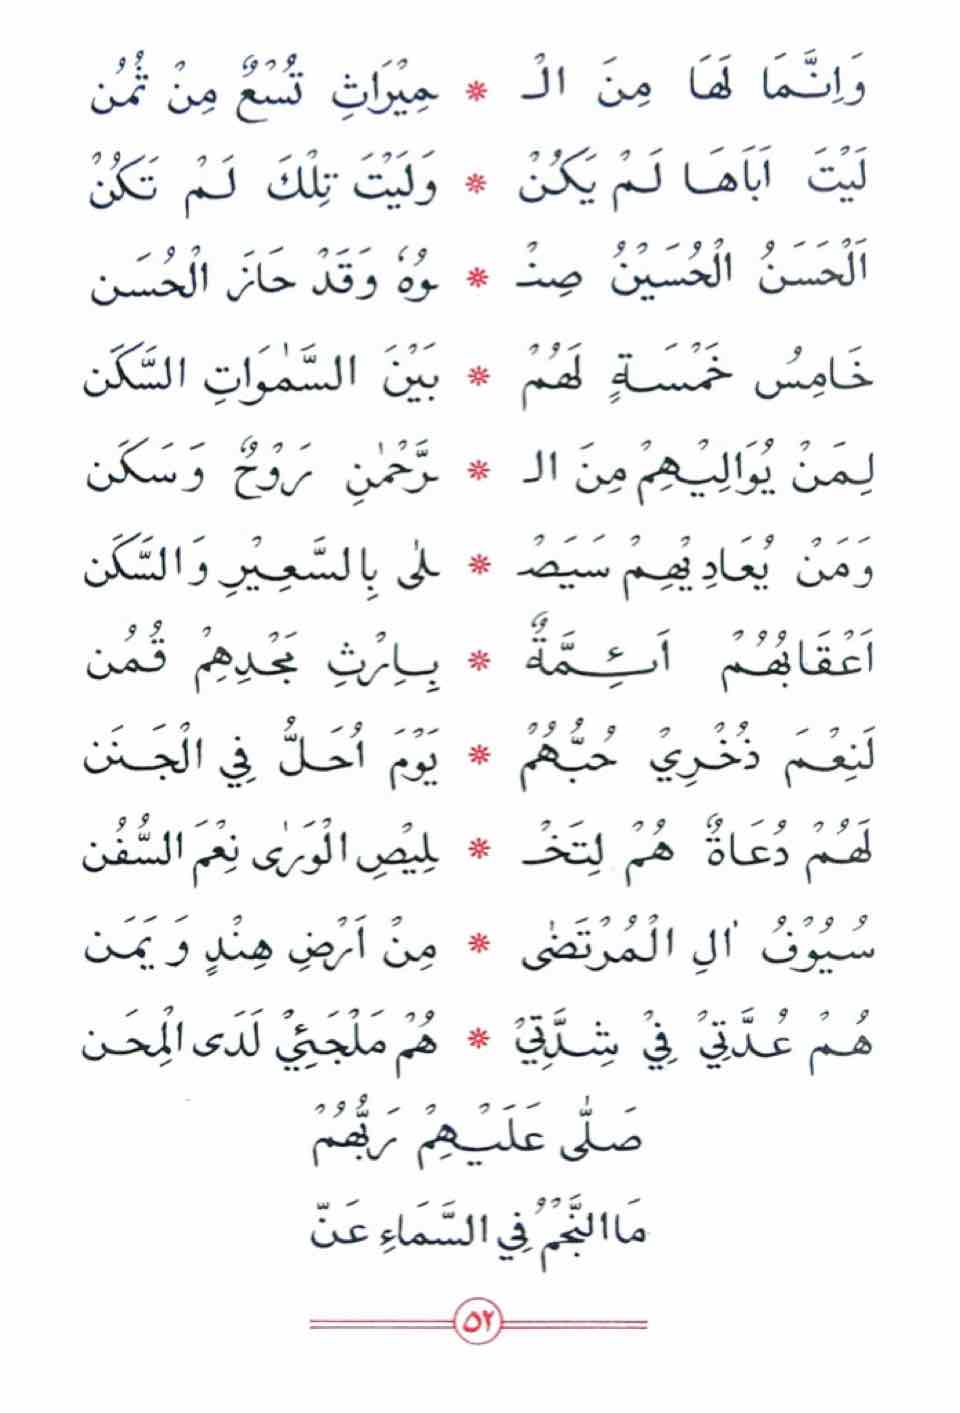 وَاِنَّمَا لَهَا مِنَ الْـ ❋ ـمِيْرَاثِ تُسْعٌ مِنْ ثُمُنْ
لَيْتَ اَبَاهَا لَمْ يَكُنْ ❋ وَلَيْتَ تِلْكَ لَمْ تَكُنْ
اَلْحَسَنُ الْحُسَيْنُ صِنْـ ❋ ـوُهٗ وَقَدْ حَازَ الْحُسَن
خَامِسُ خَمْسَةٍ لَهُمْ ❋ بَيْنَ السَّمٰوَاتِ السَّكَن
لِمَنْ يُوَالِيْهِمْ مِنَ الـ ❋ ـرَّحْمٰنِ رَوْحٌ وَسَكَن
وَمَنْ يُعَادِيْهِمْ سَيَصْـ ❋ ـلٰى بِالسَّعِيْرِ وَالسَّكَن
اَعْقَابُهُمْ اَئِمَّةٌ ❋ بِاِرْثِ مَجْدِهِمْ قُمُن
لَنِعْمَ ذُخْرِيْ حُبُّهُمْ ❋ يَوْمَ اُحَلُّ فِي الْجَنَن
لَهُمْ دُعَاةٌ هُمْ لِتَخْـ ❋ ـلِيْصِ الْوَرٰى نِعْمَ السُّفُن
سُيُوْفُ اٰلِ الْمُرْتَضٰى ❋ مِنْ اَرْضِ هِنْدٍ وَيَمَن
هُمْ عُدَّتِيْ فِيْ شِدَّتِيْ ❋ هُمْ مَلْجَئِيْ لَدَى الْمِحَن
صَلّٰى عَلَيْهِمْ رَبُّهُمْ
مَا النَّجْمُ فِي السَّمَاءِ عَنّ
٥٢